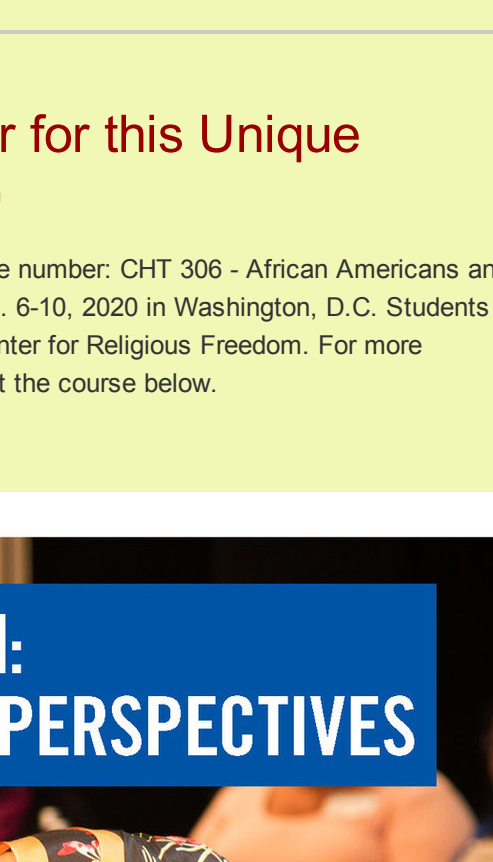 r for this Unique
e number: CHT 306 - African Americans an
. 6-10, 2020 in Washington, D.C. Students
nter for Religious Freedom. For more
t the course below.
:
PERSPECTIVES